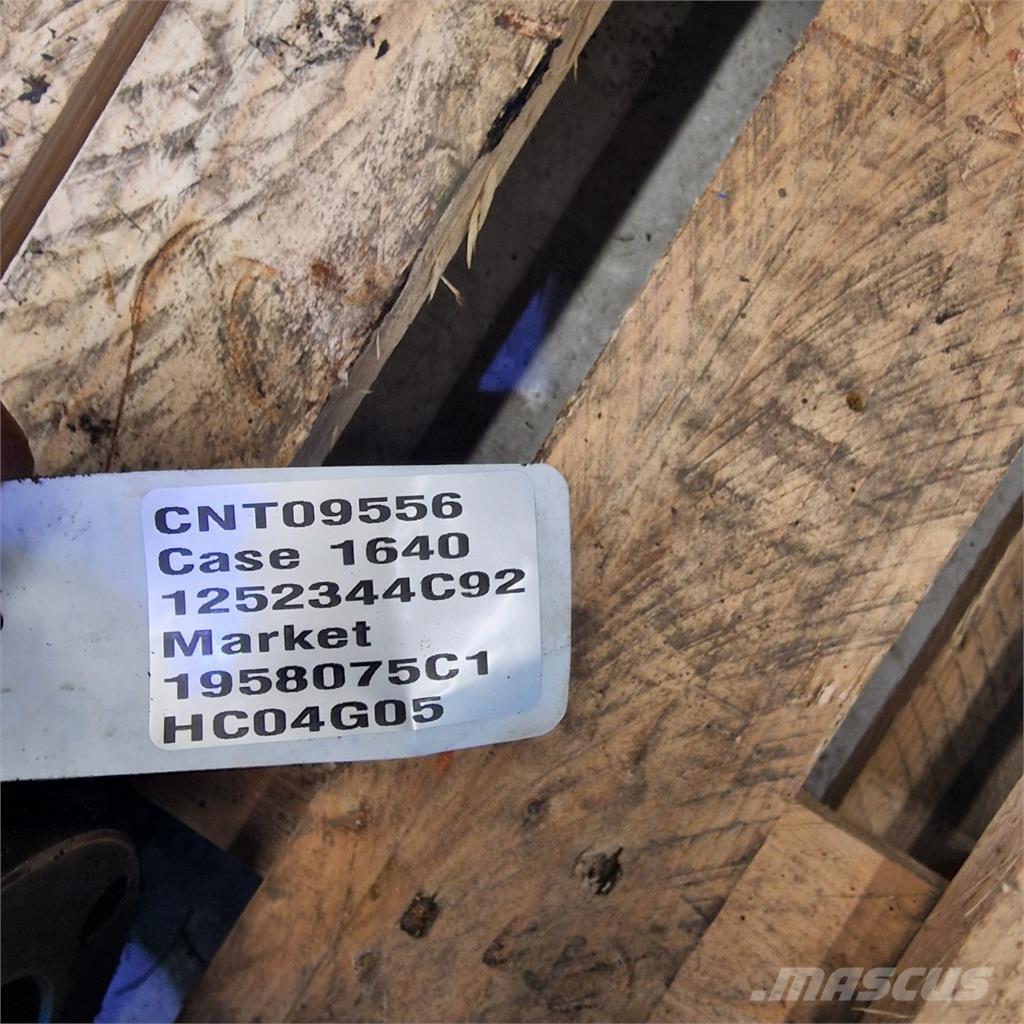 CNT09556
Case 1640
1252344C92
Market
1958075C1
HC04G05
MASCUS